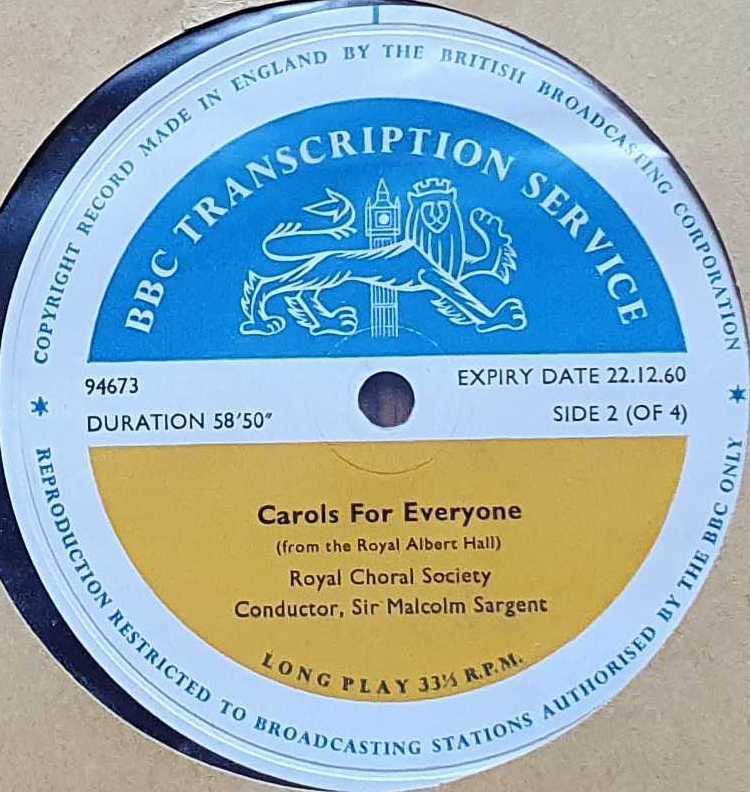 COPYRIGHT RECORD MADE IN ENGLAND BY THE BRITISH BROADCASTING CORPORATION
BBC TRANSCRIPTION SERVICE
94673
EXPIRY DATE 22.12.60
DURATION 58'50"
SIDE 2 (OF 4)
Carols For Everyone
(from the Royal Albert Hall)
Royal Choral Society
Conductor, Sir Malcolm Sargent
LONG PLAY 33⅓ R.P.M.
REPRODUCTION RESTRICTED TO BROADCASTING STATIONS AUTHORISED BY THE BBC ONLY